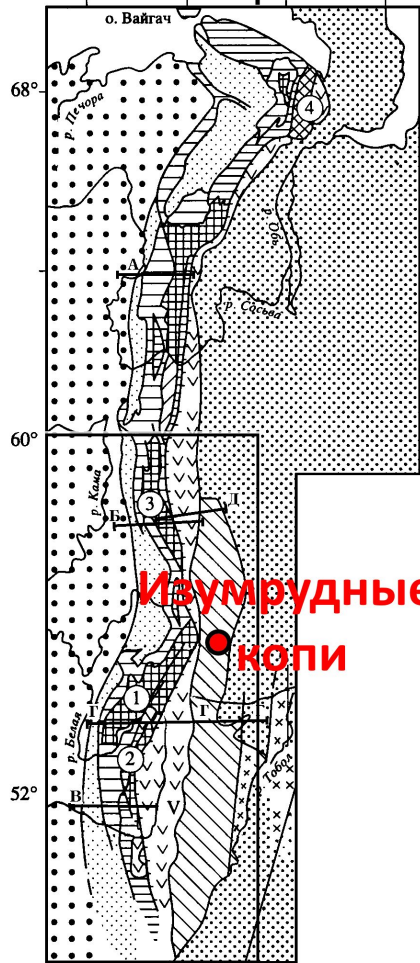 о. Вайгач
68°
р. Печора
4
р. Обь
А
р. Сосьва
60°
р. Кама
3
Д
Б
Изумрудные
копи
1
Г
Г
р. Белая
2
р. Тобол
52°
В
V